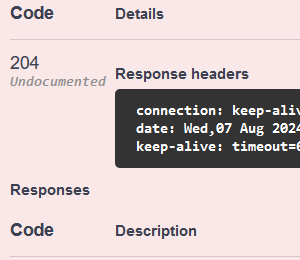 Code Details
204
Undocumented
Response headers
connection: keep-aliv
date: Wed,07 Aug 2024
keep-alive: timeout=
Responses
Code Description